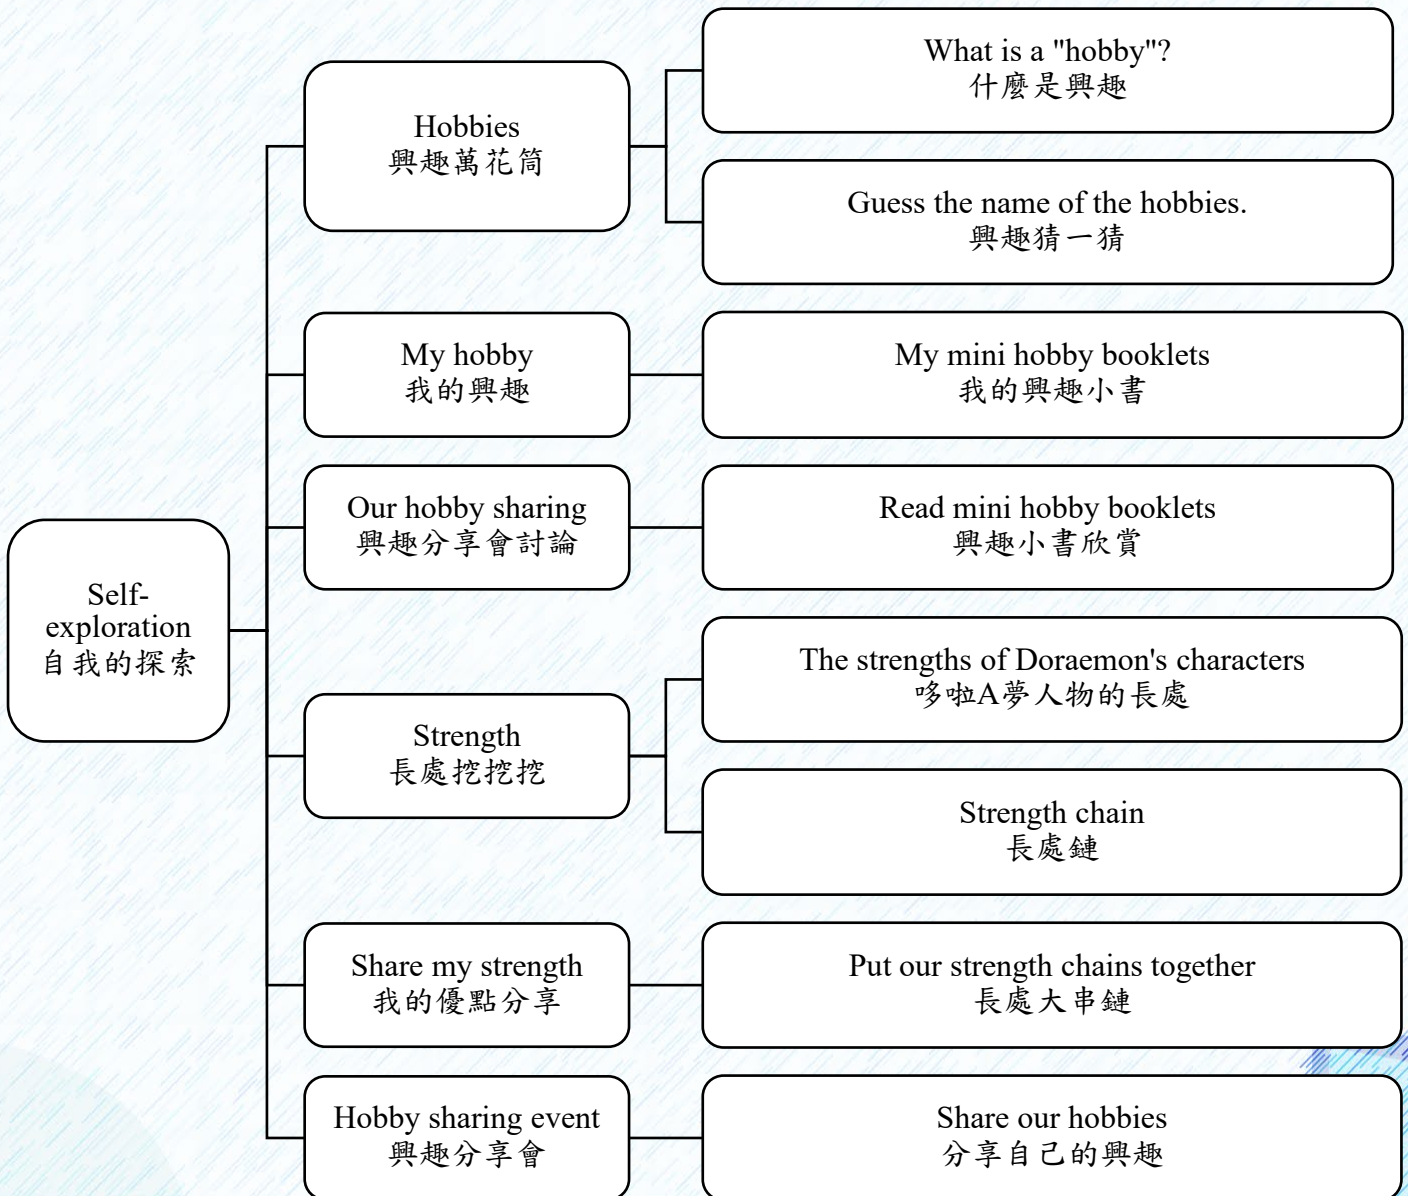 Self-
exploration
自我的探索
Hobbies
興趣萬花筒
What is a "hobby"?
什麼是興趣
Guess the name of the hobbies.
興趣猜一猜
My hobby
我的興趣
My mini hobby booklets
我的興趣小書
Our hobby sharing
興趣分享會討論
Read mini hobby booklets
興趣小書欣賞
Strength
長處挖挖挖
The strengths of Doraemon's characters
哆啦A夢人物的長處
Strength chain
長處鏈
Share my strength
我的優點分享
Put our strength chains together
長處大串鏈
Hobby sharing event
興趣分享會
Share our hobbies
分享自己的興趣